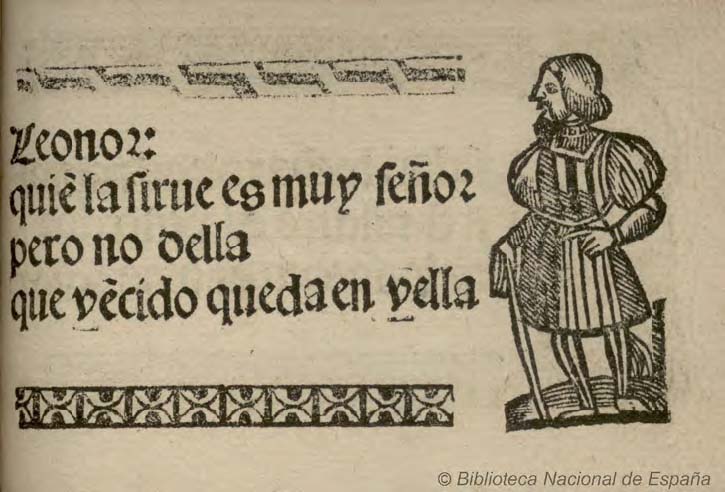 Leonor:
quiẽ la sirue es muy señor
pero no della
que vẽcido queda en vella
© Biblioteca Nacional de España